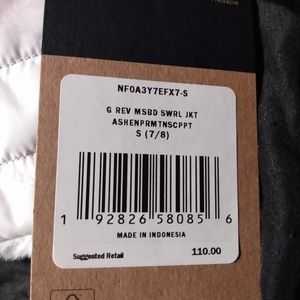 NF0A3Y7EFX7-S
G REV MSBD SWRL JKT
ASHENPRMTNSCPPT
S (7/8)
1 92826 58085 6
MADE IN INDONESIA
Suggested Retail 110.00